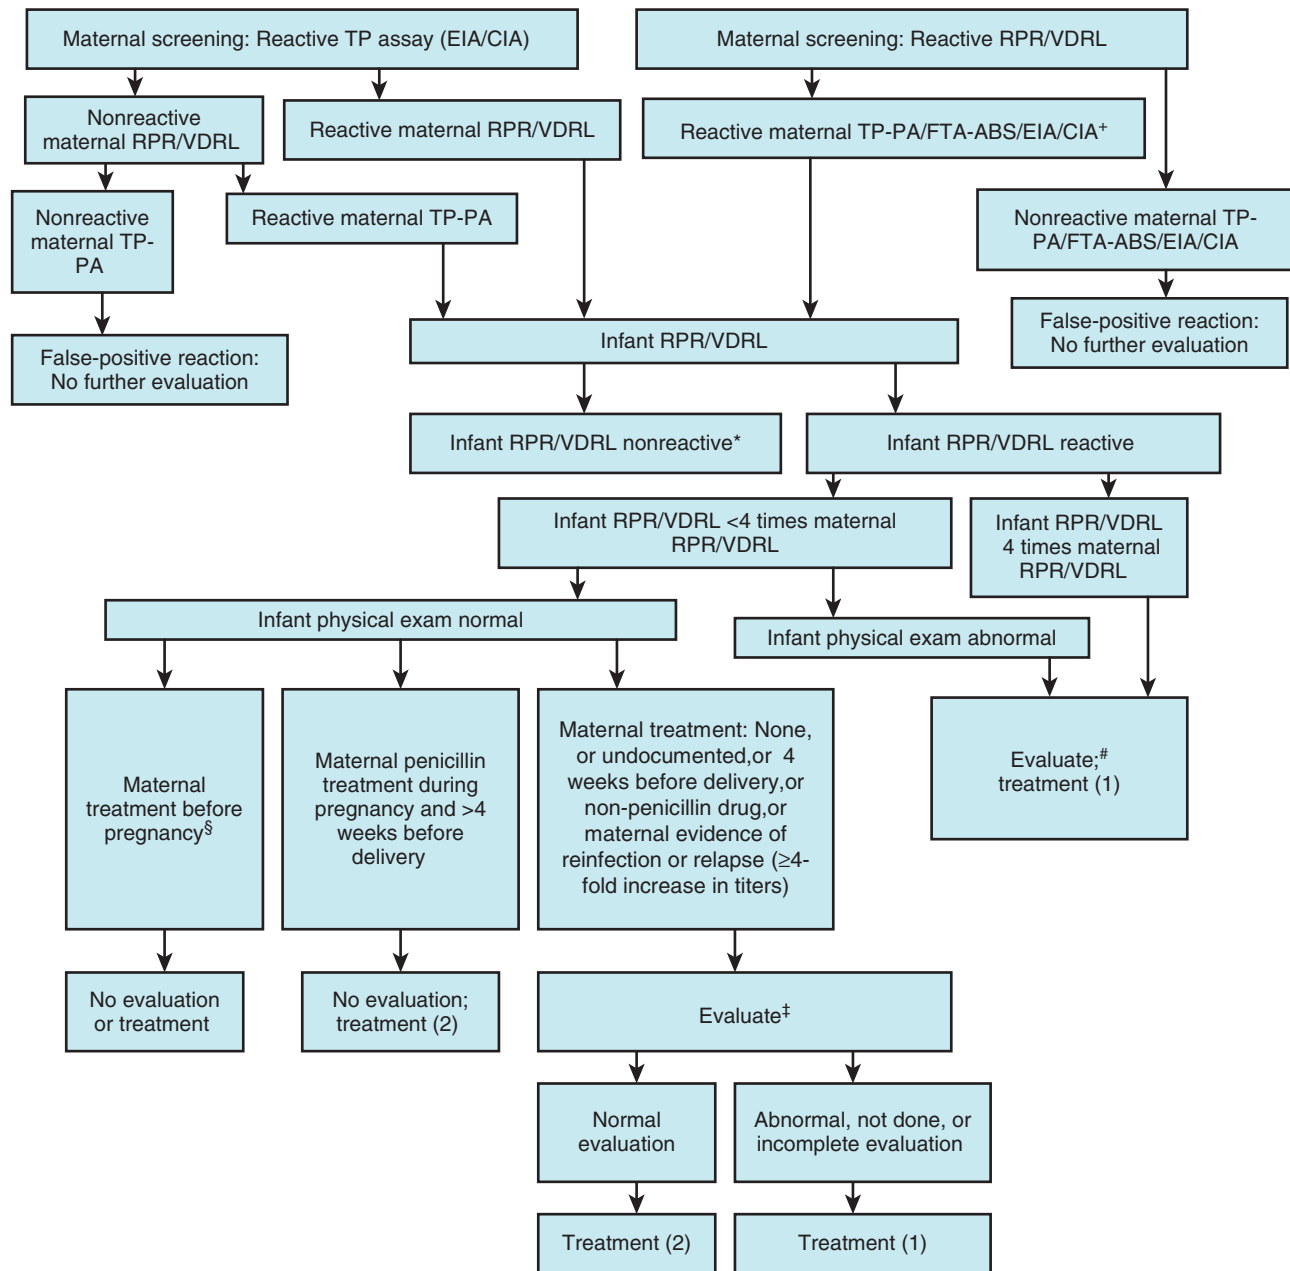 Maternal screening: Reactive TP assay (EIA/CIA)
Maternal screening: Reactive RPR/VDRL
Nonreactive
maternal RPR/VDRL
Reactive maternal RPR/VDRL
Reactive maternal TP-PA/FTA-ABS/EIA/CIA+
Nonreactive
maternal TP-
PA
Reactive maternal TP-PA
Nonreactive maternal TP-
PA/FTA-ABS/EIA/CIA
False-positive reaction:
No further evaluation
False-positive reaction:
No further evaluation
Infant RPR/VDRL
Infant RPR/VDRL nonreactive*
Infant RPR/VDRL reactive
Infant RPR/VDRL <4 times maternal
RPR/VDRL
Infant RPR/VDRL
4 times maternal
RPR/VDRL
Infant physical exam normal
Infant physical exam abnormal
Maternal
treatment before
pregnancy§
Maternal penicillin
treatment during
pregnancy and >4
weeks before
delivery
Maternal treatment: None,
or undocumented,or 4
weeks before delivery,or
non-penicillin drug,or
maternal evidence of
reinfection or relapse (≥4-
fold increase in titers)
Evaluate;#
treatment (1)
No evaluation
or treatment
No evaluation;
treatment (2)
Evaluate‡
Normal
evaluation
Abnormal, not done, or
incomplete evaluation
Treatment (2)
Treatment (1)